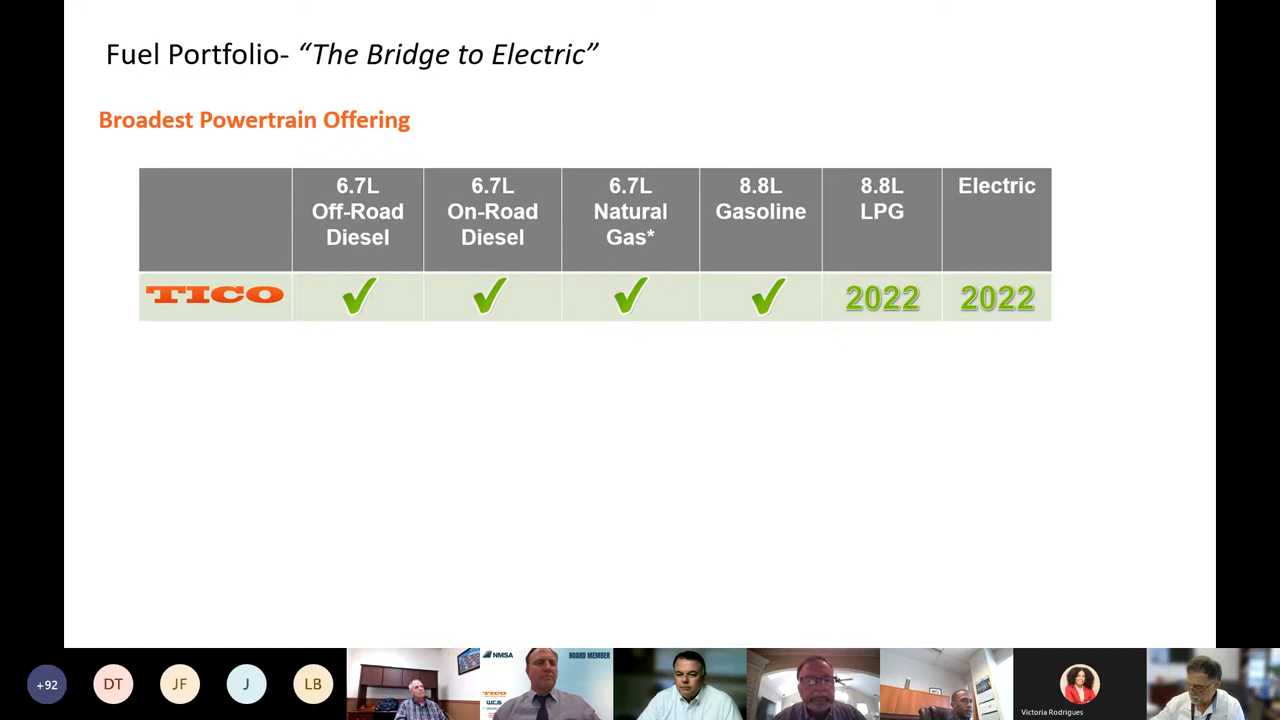 Fuel Portfolio- “The Bridge to Electric”
Broadest Powertrain Offering
6.7L Off-Road Diesel
6.7L On-Road Diesel
6.7L Natural Gas*
8.8L Gasoline
8.8L LPG
Electric
TICO
2022
2022
+92
DT
JF
J
LB
NMSA
BOARD MEMBER
TICO
WCS
Victoria Rodrigues